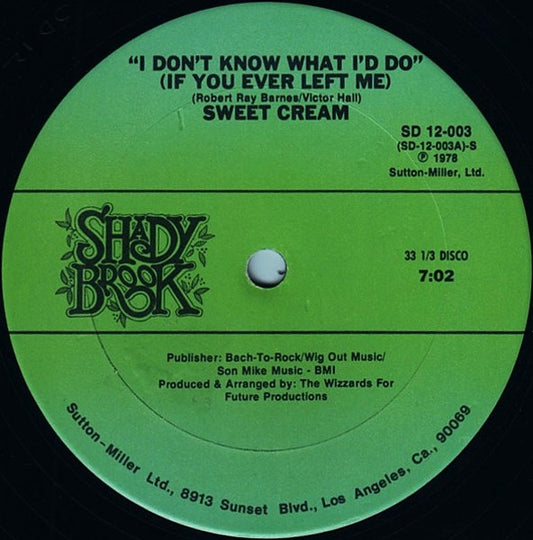 “I DON'T KNOW WHAT I'D DO”
(IF YOU EVER LEFT ME)
(Robert Ray Barnes/Victor Hall)
SWEET CREAM
SD 12-003
(SD-12-003A)-S
Ⓟ 1978
Sutton-Miller, Ltd.
SHADY
BROOK
33 1/3 DISCO
7:02
Publisher: Bach-To-Rock/Wig Out Music/
Son Mike Music - BMI
Produced & Arranged by: The Wizzards For
Future Productions
Sutton-Miller Ltd., 8913 Sunset Blvd., Los Angeles, Ca., 90069